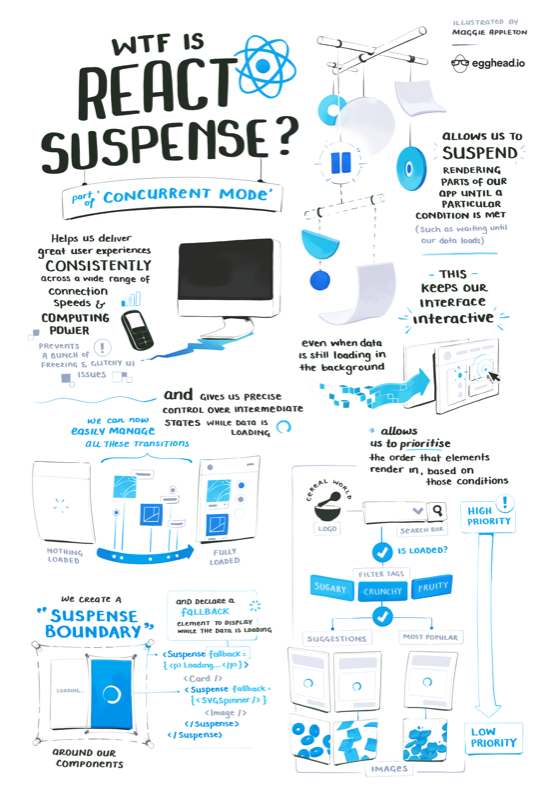 ILLUSTRATED BY
MAGGIE APPLETON
egghead.io
WTF IS
REACT
SUSPENSE?
part of 'CONCURRENT MODE'
ALLOWS US TO
SUSPEND
RENDERING
PARTS OF OUR
APP UNTIL A
PARTICULAR
CONDITION IS MET
(Such as waiting until
our data loads)
Helps us deliver
great user experiences
CONSISTENTLY
across a wide range of
connection
SPEEDS &
COMPUTING
POWER
PREVENTS
A BUNCH OF
FREEZING & GLITCHY UI
ISSUES
- THIS -
KEEPS OUR
INTERFACE
interactive
even when data
is still loading in
the background
and GIVES US PRECISE
CONTROL OVER INTERMEDIATE
STATES WHILE DATA IS
LOADING
we can now
easily manage
all these transitions
NOTHING
LOADED
FULLY
LOADED
* allows
us to prioritise
the order that elements
render in, based on
those conditions
CEREAL WORLD
LOGO
SEARCH BAR
HIGH
PRIORITY
IS LOADED?
FILTER TAGS
SUGARY
CRUNCHY
FRUITY
SUGGESTIONS
MOST POPULAR
IMAGES
LOW
PRIORITY
WE CREATE A
"SUSPENSE
BOUNDARY"
LOADING...
AROUND OUR
COMPONENTS
AND DECLARE A
fallback
ELEMENT TO DISPLAY
WHILE THE DATA IS LOADING
<Suspense fallback=
{<p>Loading...</p>}>
<Card />
<Suspense fallback=
{<SVGSpinner />}
<Image />
</Suspense>
</Suspense>